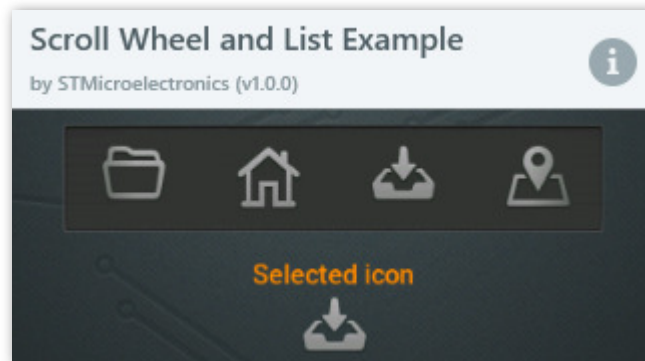 Scroll Wheel and List Example
by STMicroelectronics (v1.0.0)
i
Selected icon